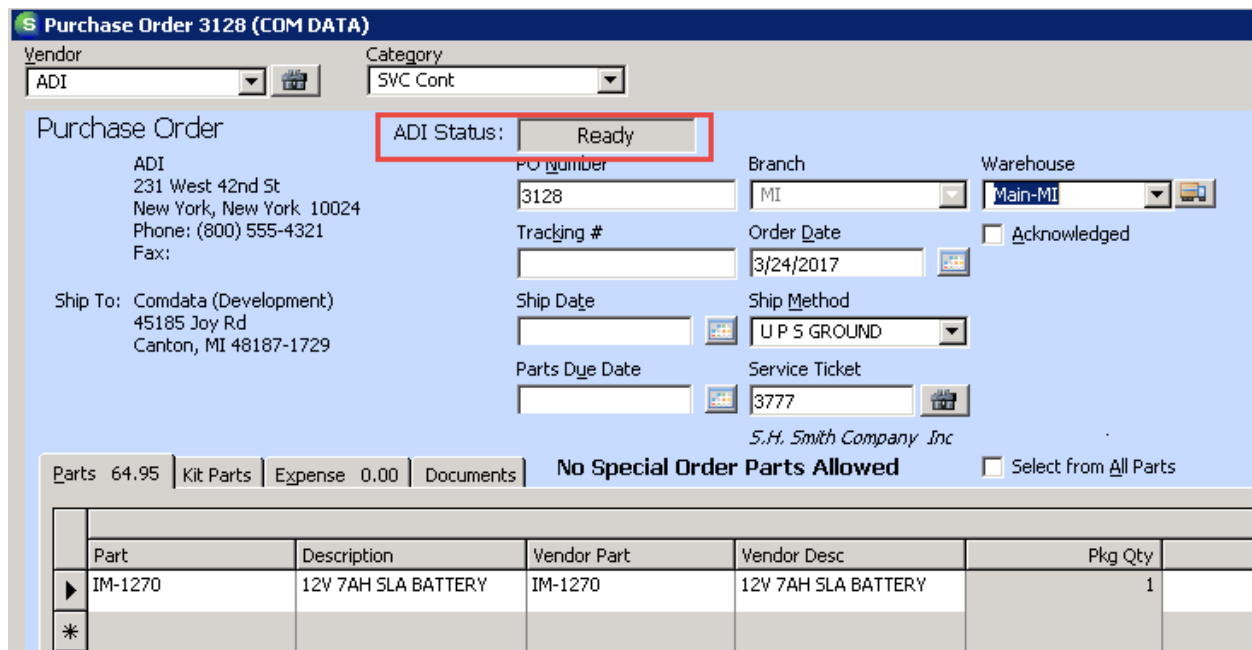 S Purchase Order 3128 (COM DATA)
Vendor Category
ADI SVC Cont
Purchase Order ADI Status: Ready
ADI PO Number Branch Warehouse
231 West 42nd St 3128 MI Main-MI
New York, New York 10024
Phone: (800) 555-4321 Tracking # Order Date Acknowledged
Fax: 3/24/2017
Ship To: Comdata (Development) Ship Date Ship Method
45185 Joy Rd U P S GROUND
Canton, MI 48187-1729
Parts Due Date Service Ticket
3777
S.H. Smith Company Inc
Parts 64.95 Kit Parts Expense 0.00 Documents No Special Order Parts Allowed Select from All Parts
Part Description Vendor Part Vendor Desc Pkg Qty
IM-1270 12V 7AH SLA BATTERY IM-1270 12V 7AH SLA BATTERY 1